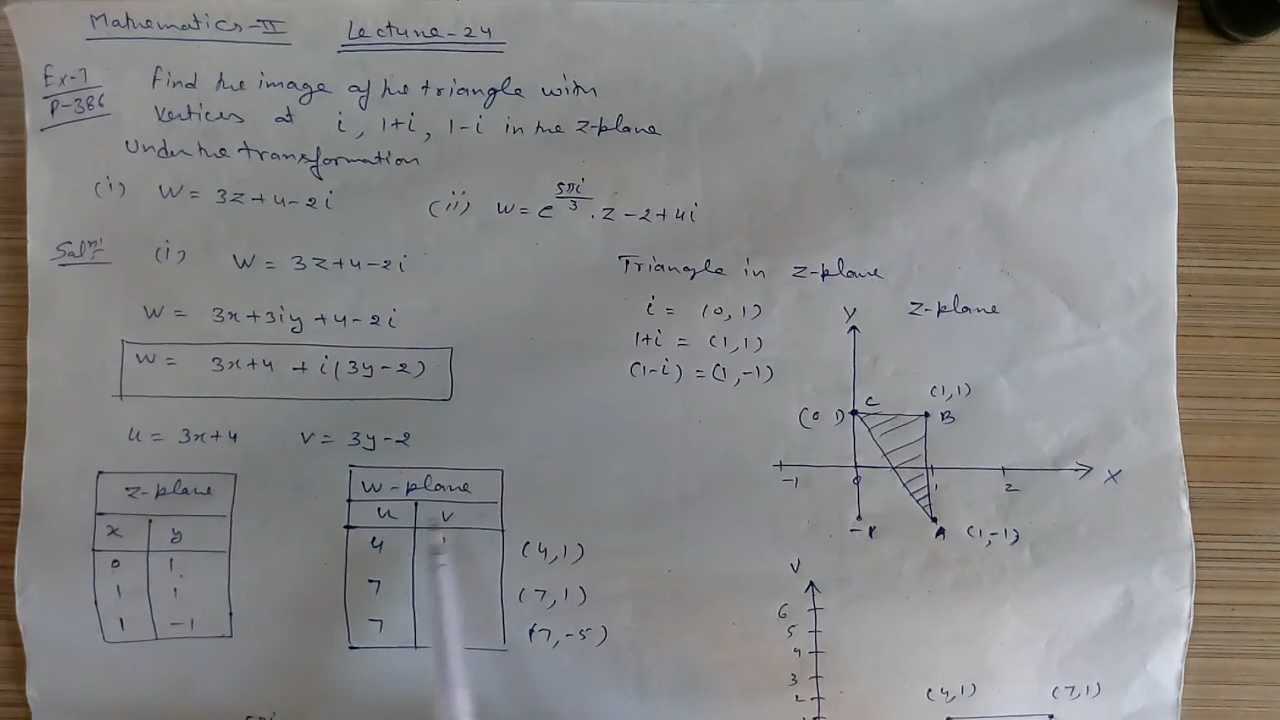 Mathematics-II Lecture-24
Ex-7 Find the image of the triangle with
P-386 Vertices at i, 1+i, 1-i in the Z-plane
Under the transformation
(i) W = 3z+4-2i (ii) W = e^(5πi/3) . z-2+4i
Solⁿ:- (i) W = 3z+4-2i
W = 3x+3iy+4-2i
W = 3x+4 +i(3y-2)
u = 3x+4 v = 3y-2
Z-plane
x y
0 1
1 1
1 -1
W-plane
u v
4 (4,1)
7 (7,1)
7 (7,-5)
Triangle in Z-plane
i = (0,1)
1+i = (1,1)
(1-i) = (1,-1)
Y Z-plane
(1,1)
(0 1) C B
-1 0 1 2 X
-1 A (1,-1)
V
6
5
4
3
2
(4,1) (7,1)